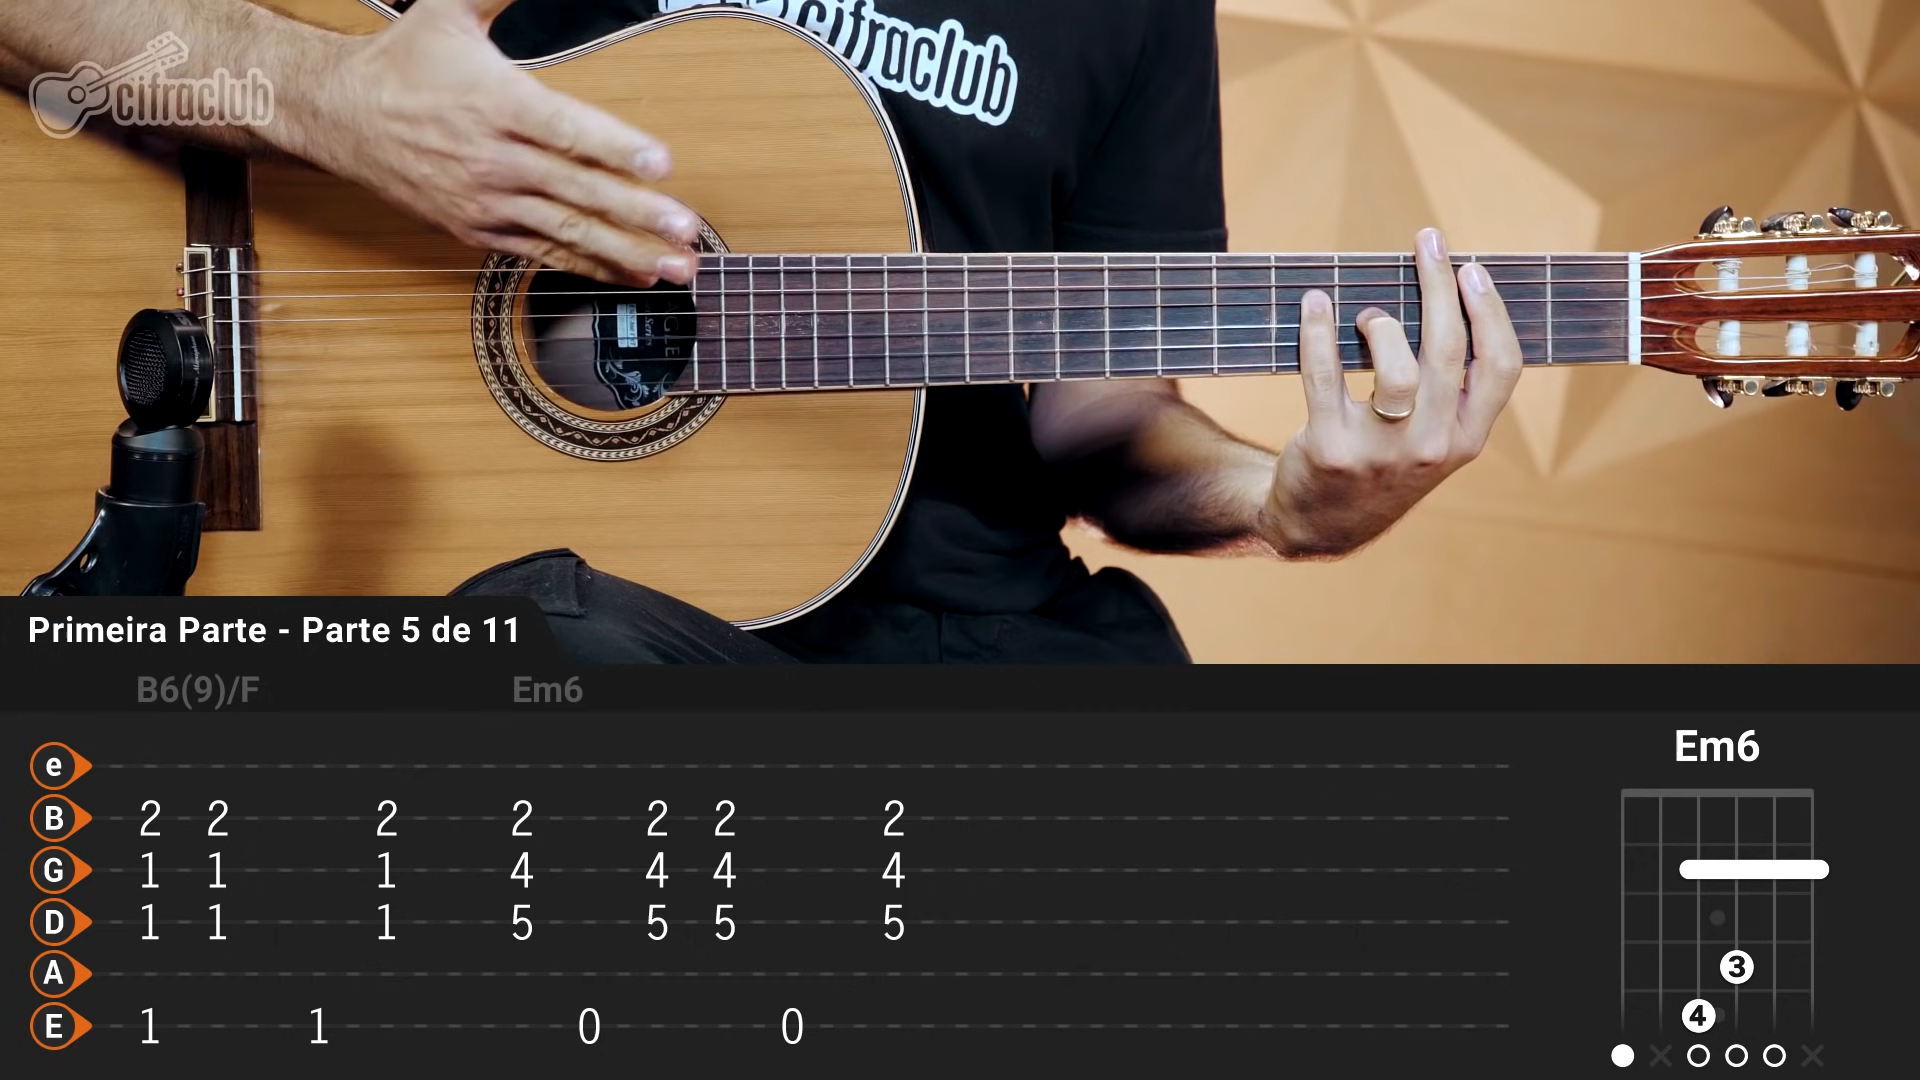 cifraclub
cifraclub
Primeira Parte - Parte 5 de 11
B6(9)/F Em6
Em6
e
B 2 2 2 2 2 2 2
G 1 1 1 4 4 4 4
D 1 1 1 5 5 5 5
A
E 1 1 0 0
3
4